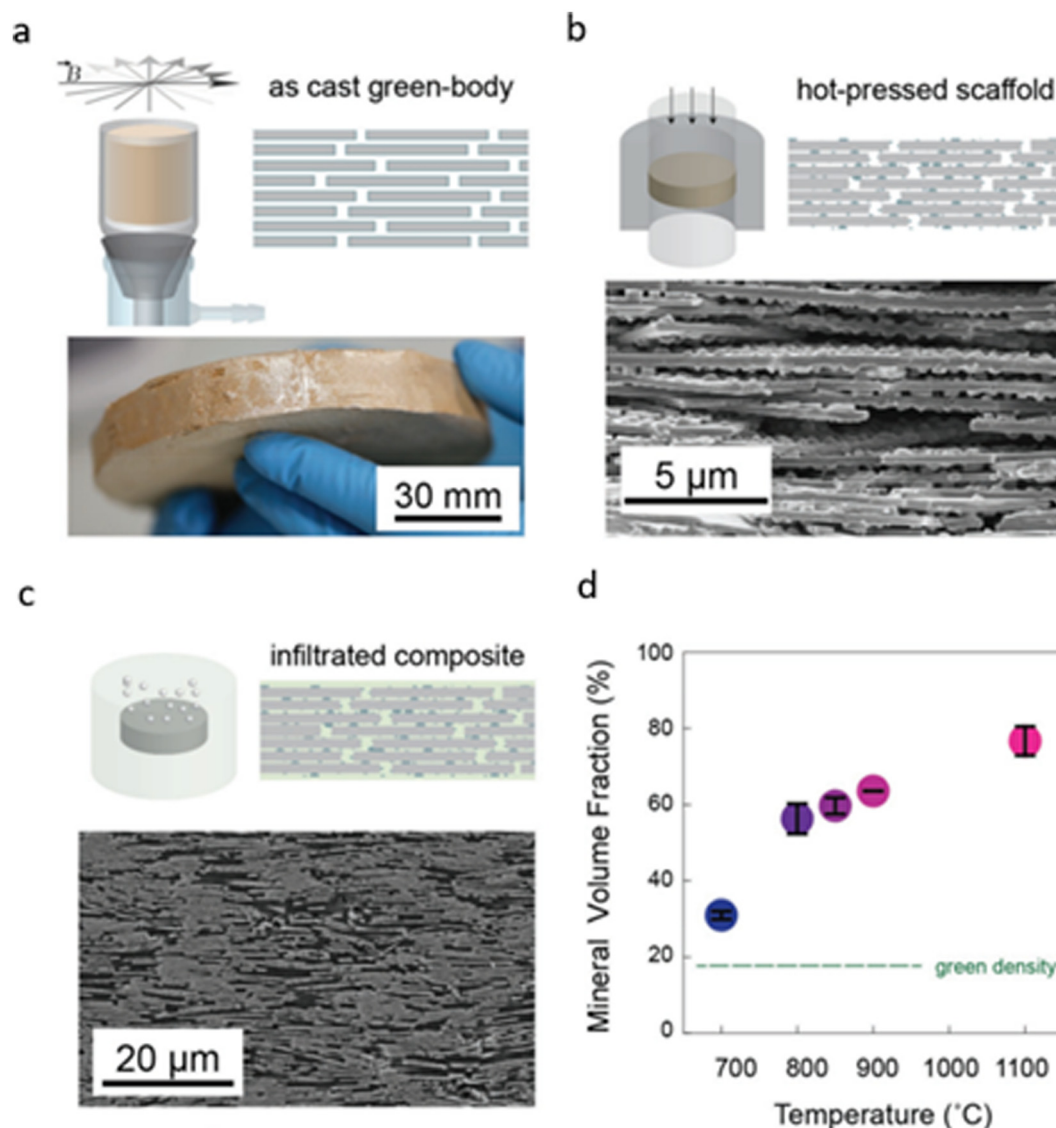 a
B
as cast green-body
30 mm
b
hot-pressed scaffold
5 µm
c
infiltrated composite
20 µm
d
Mineral Volume Fraction (%)
100
80
60
40
20
0
green density
700 800 900 1000 1100
Temperature (˚C)